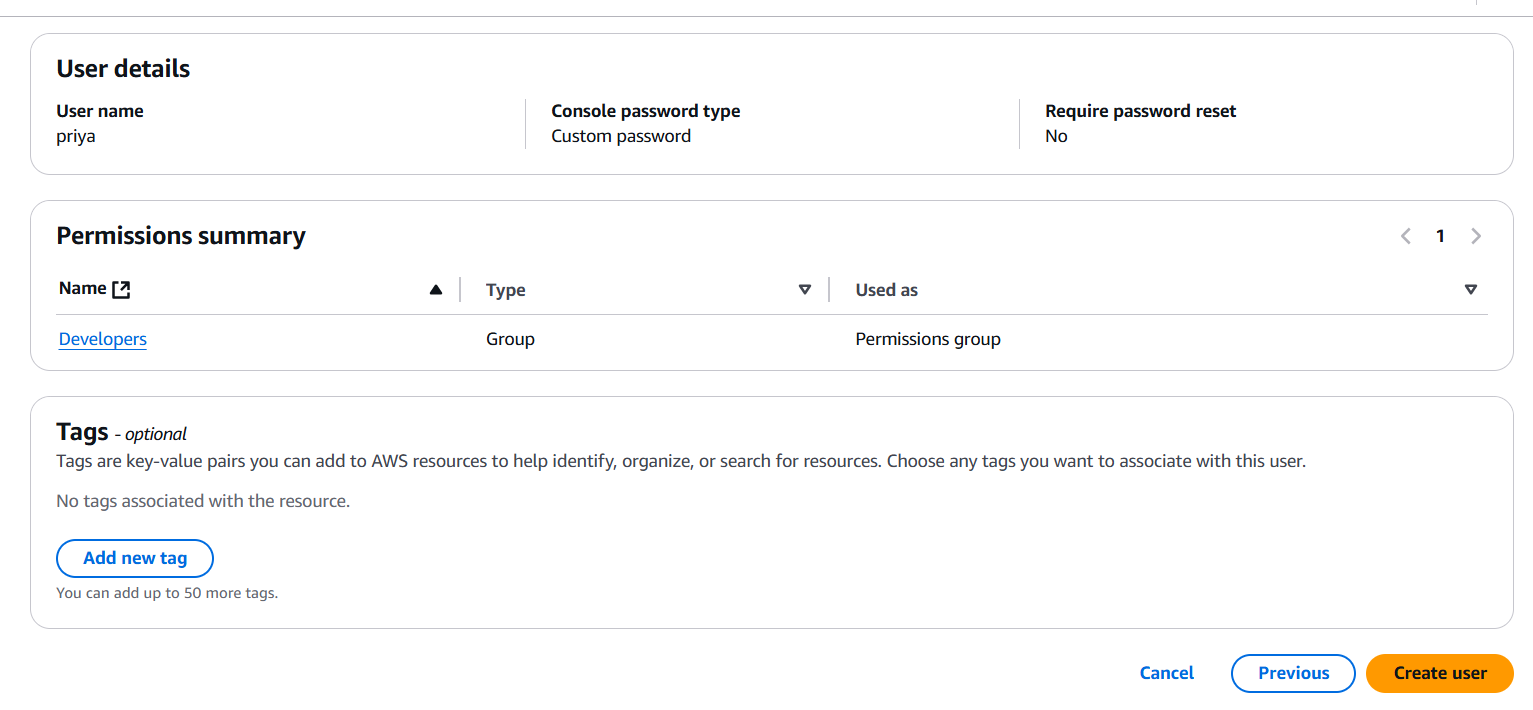 User details
User name
priya
Console password type
Custom password
Require password reset
No
Permissions summary
1
Name
Type
Used as
Developers
Group
Permissions group
Tags - optional
Tags are key-value pairs you can add to AWS resources to help identify, organize, or search for resources. Choose any tags you want to associate with this user.
No tags associated with the resource.
Add new tag
You can add up to 50 more tags.
Cancel
Previous
Create user